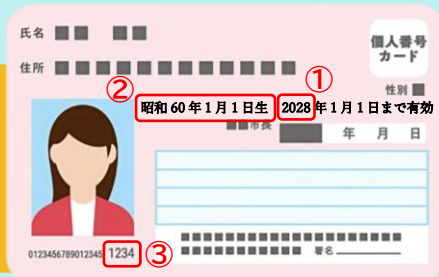 氏名 ■■ ■■
個人番号
カード
住所 ■■■■■■■■■■■■
性別 ■
② ①
昭和60年1月1日生 2028年1月1日まで有効
■■市長 年 月 日
0123456789012345 1234 ③
署名